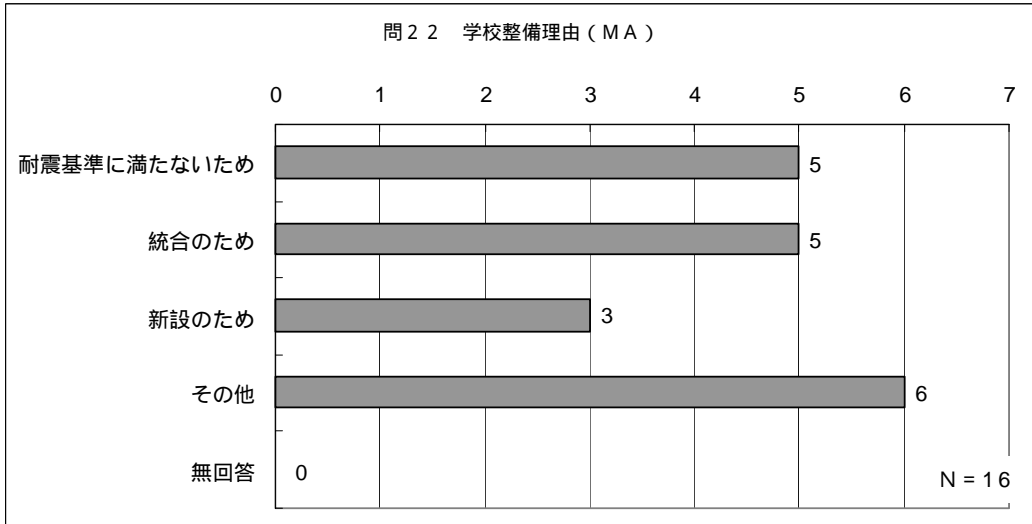 問２２　学校整備理由（ＭＡ）
0 1 2 3 4 5 6 7
耐震基準に満たないため 5
統合のため 5
新設のため 3
その他 6
無回答 0
Ｎ＝１６